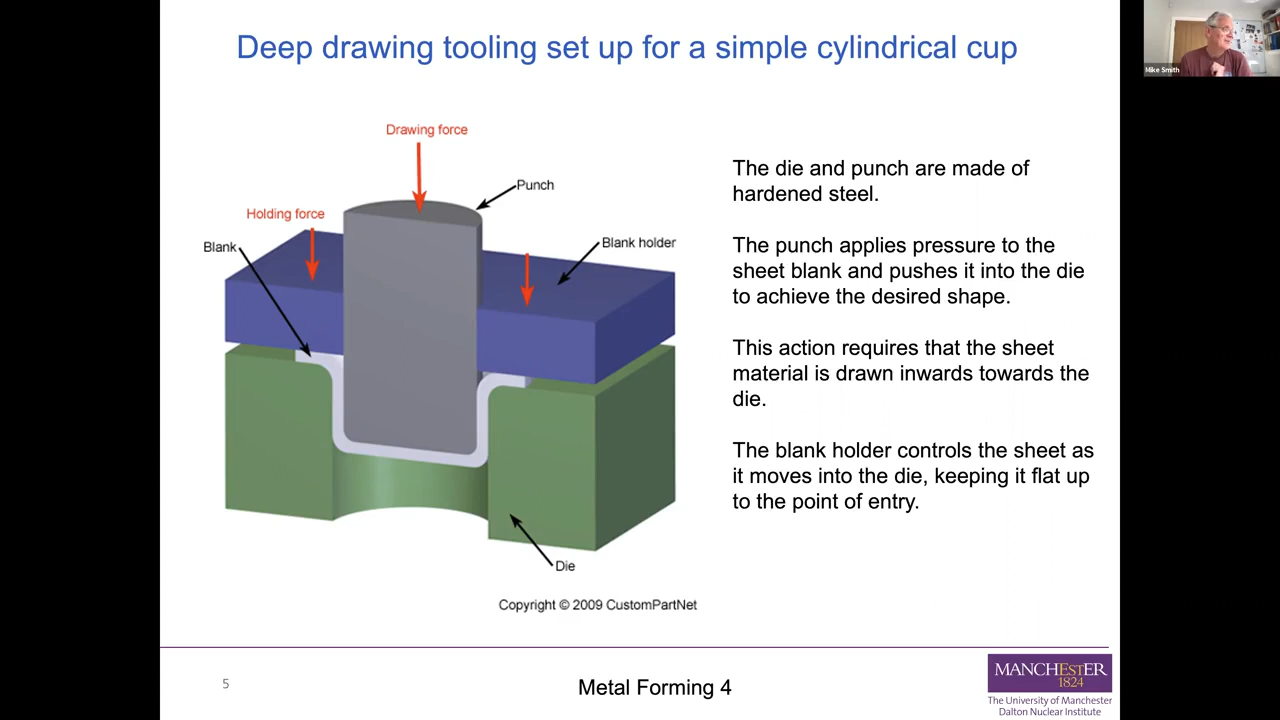 Deep drawing tooling set up for a simple cylindrical cup
Mike Smith
Drawing force
Punch
Holding force
Blank
Blank holder
Die
Copyright © 2009 CustomPartNet
The die and punch are made of
hardened steel.
The punch applies pressure to the
sheet blank and pushes it into the die
to achieve the desired shape.
This action requires that the sheet
material is drawn inwards towards the
die.
The blank holder controls the sheet as
it moves into the die, keeping it flat up
to the point of entry.
5
Metal Forming 4
MANCHESTER
1824
The University of Manchester
Dalton Nuclear Institute